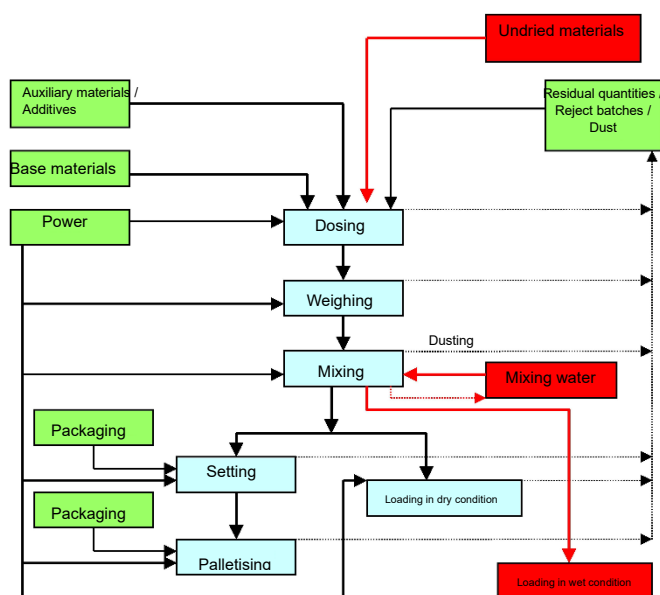 Undried materials
Auxiliary materials /
Additives
Residual quantities /
Reject batches /
Dust
Base materials
Power
Dosing
Weighing
Dusting
Mixing
Mixing water
Packaging
Setting
Loading in dry condition
Packaging
Palletising
Loading in wet condition